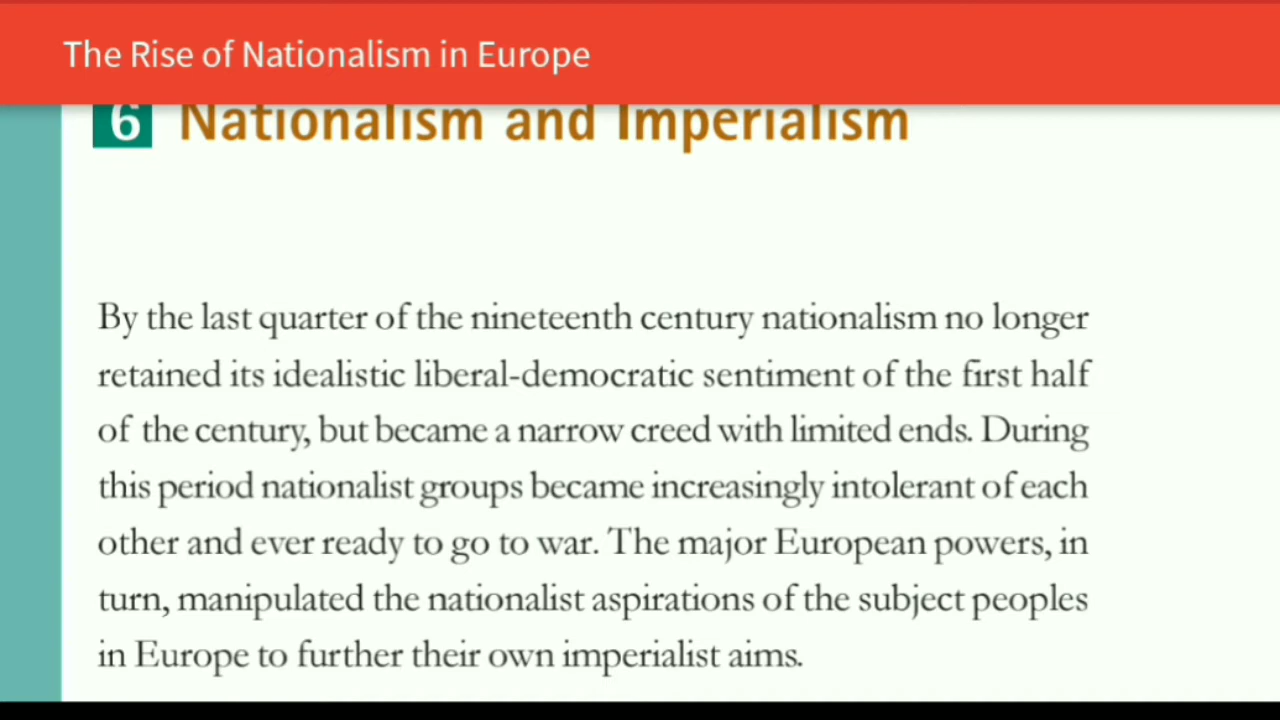 The Rise of Nationalism in Europe
6 Nationalism and Imperialism
By the last quarter of the nineteenth century nationalism no longer
retained its idealistic liberal-democratic sentiment of the first half
of the century, but became a narrow creed with limited ends. During
this period nationalist groups became increasingly intolerant of each
other and ever ready to go to war. The major European powers, in
turn, manipulated the nationalist aspirations of the subject peoples
in Europe to further their own imperialist aims.